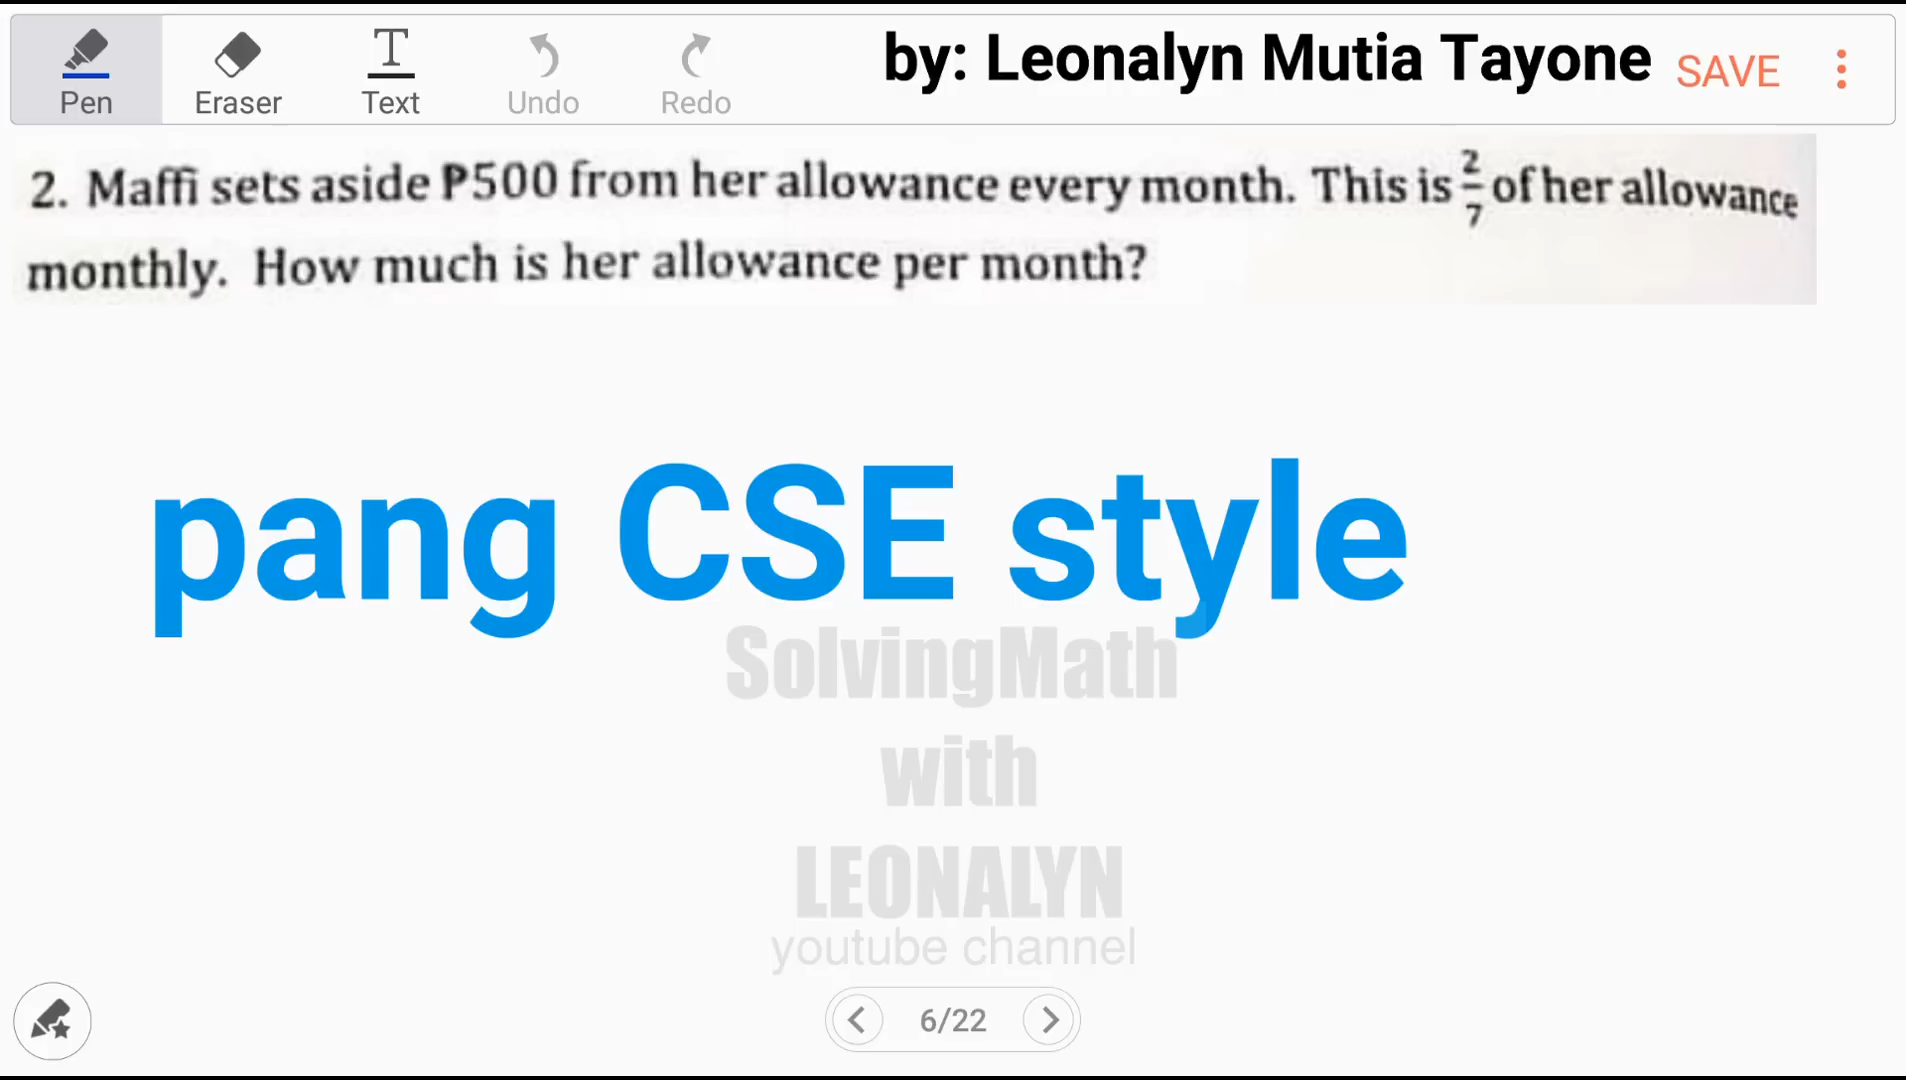 by: Leonalyn Mutia Tayone
SAVE
Pen
Eraser
Text
Undo
Redo
2. Maffi sets aside ₱500 from her allowance every month. This is 2/7 of her allowance
monthly. How much is her allowance per month?
pang CSE style
SolvingMath
with
LEONALYN
youtube channel
6/22